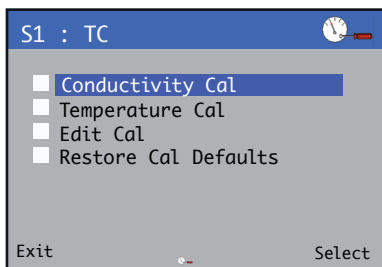 S1 : TC
Conductivity Cal
Temperature Cal
Edit Cal
Restore Cal Defaults
Exit Select